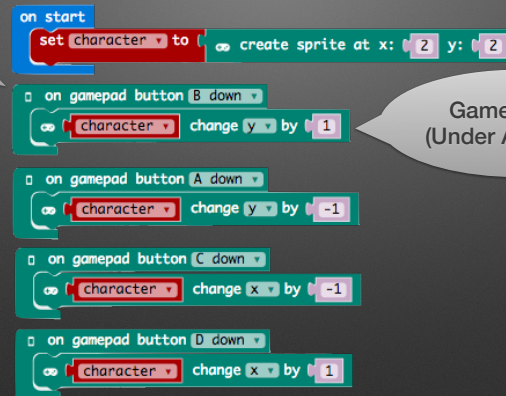 on start
set character to create sprite at x: 2 y: 2
on gamepad button B down
character change y by 1
Game
(Under A
on gamepad button A down
character change y by -1
on gamepad button C down
character change x by -1
on gamepad button D down
character change x by 1